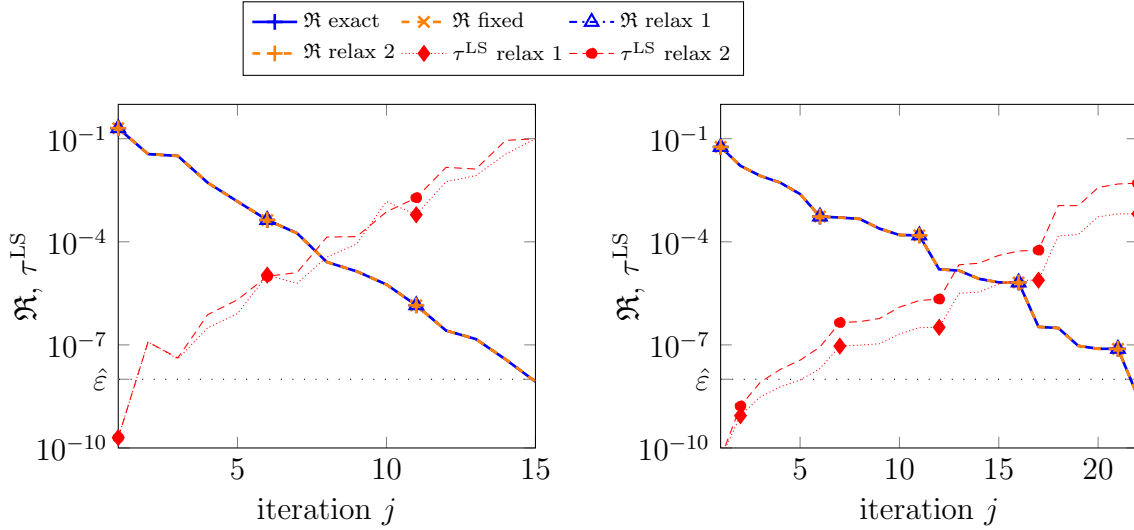 ℜ exact ℜ fixed ℜ relax 1
ℜ relax 2 τ^LS relax 1 τ^LS relax 2
10^−1
10^−4
10^−7
ε̂
10^−10
ℜ, τ^LS
5 10 15
iteration j
10^−1
10^−4
10^−7
ε̂
10^−10
ℜ, τ^LS
5 10 15 20
iteration j